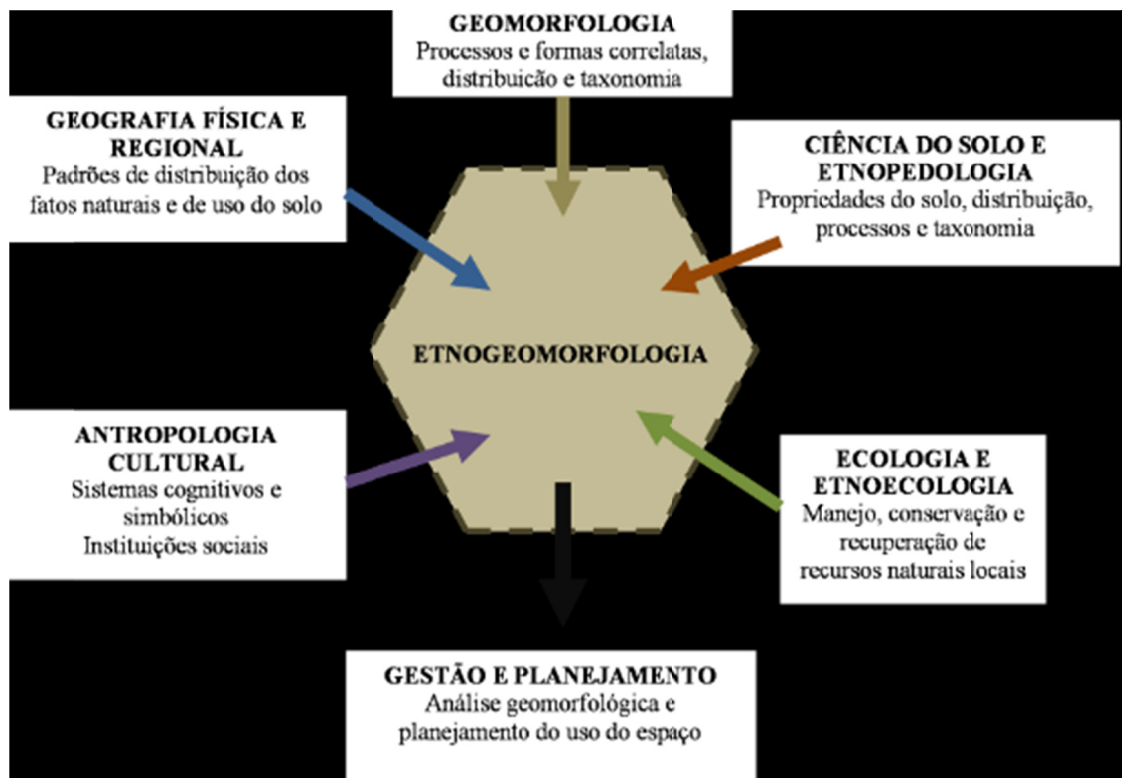 GEOMORFOLOGIA
Processos e formas correlatas,
distribuicão e taxonomia
GEOGRAFIA FÍSICA E
REGIONAL
Padrões de distribuição dos
fatos naturais e de uso do solo
CIÊNCIA DO SOLO E
ETNOPEDOLOGIA
Propriedades do solo, distribuição,
processos e taxonomia
ETNOGEOMORFOLOGIA
ANTROPOLOGIA
CULTURAL
Sistemas cognitivos e
simbólicos
Instituições sociais
ECOLOGIA E
ETNOECOLOGIA
Manejo, conservação e
recuperação de
recursos naturais locais
GESTÃO E PLANEJAMENTO
Análise geomorfológica e
planejamento do uso do espaço